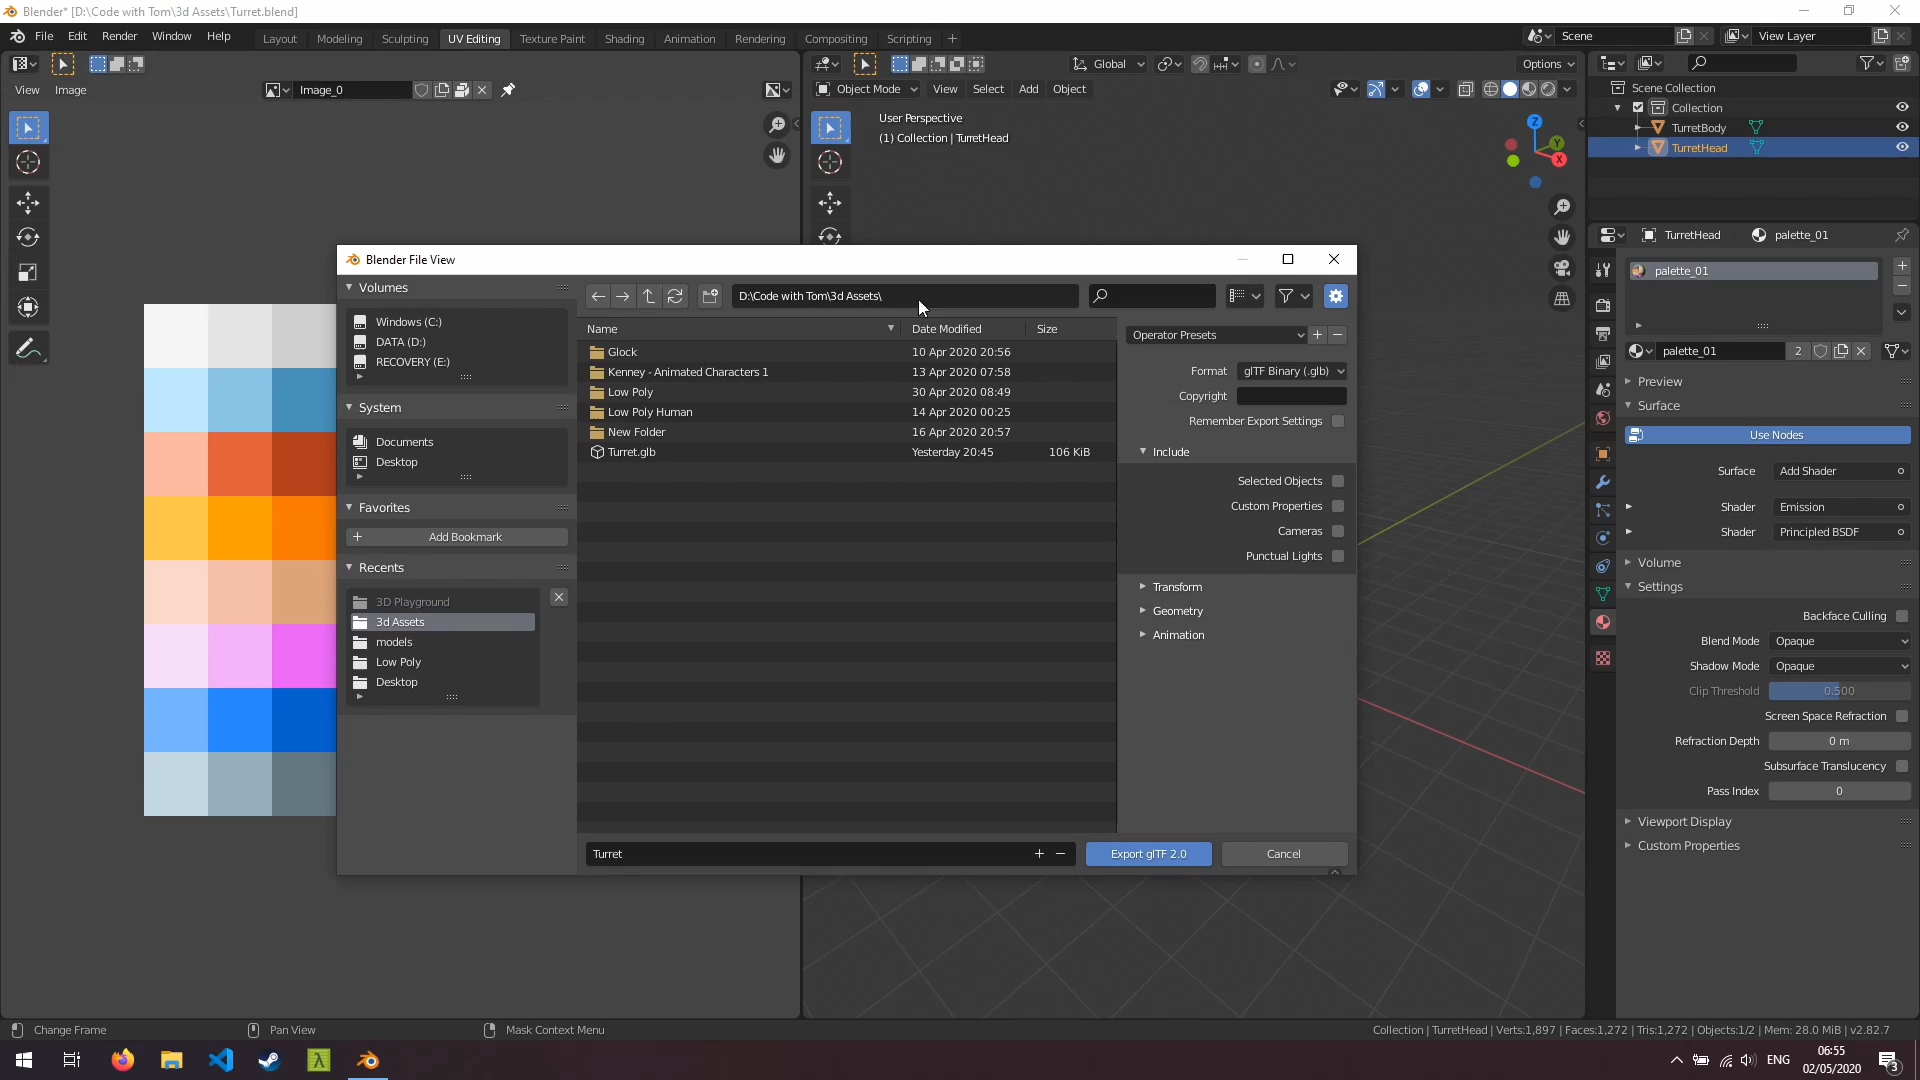 Blender* [D:\Code with Tom\3d Assets\Turret.blend]
File Edit Render Window Help
Layout Modeling Sculpting UV Editing Texture Paint Shading Animation Rendering Compositing Scripting
Scene
View Layer
Global
Options
View Image
Image_0
Object Mode View Select Add Object
User Perspective
(1) Collection | TurretHead
Z
Y
X
Scene Collection
Collection
TurretBody
TurretHead
Blender File View
Volumes
Windows (C:)
DATA (D:)
RECOVERY (E:)
System
Documents
Desktop
Favorites
Add Bookmark
Recents
3D Playground
3d Assets
models
Low Poly
Desktop
D:\Code with Tom\3d Assets\
Name Date Modified Size
Glock 10 Apr 2020 20:56
Kenney - Animated Characters 1 13 Apr 2020 07:58
Low Poly 30 Apr 2020 08:49
Low Poly Human 14 Apr 2020 00:25
New Folder 16 Apr 2020 20:57
Turret.glb Yesterday 20:45 106 KiB
Operator Presets
Format glTF Binary (.glb)
Copyright
Remember Export Settings
Include
Selected Objects
Custom Properties
Cameras
Punctual Lights
Transform
Geometry
Animation
Turret
Export glTF 2.0
Cancel
TurretHead palette_01
palette_01
palette_01 2
Preview
Surface
Use Nodes
Surface Add Shader
Shader Emission
Shader Principled BSDF
Volume
Settings
Backface Culling
Blend Mode Opaque
Shadow Mode Opaque
Clip Threshold 0.500
Screen Space Refraction
Refraction Depth 0 m
Subsurface Translucency
Pass Index 0
Viewport Display
Custom Properties
Change Frame
Pan View
Mask Context Menu
Collection | TurretHead | Verts:1,897 | Faces:1,272 | Tris:1,272 | Objects:1/2 | Mem: 28.0 MiB | v2.82.7
ENG
06:55
02/05/2020
3